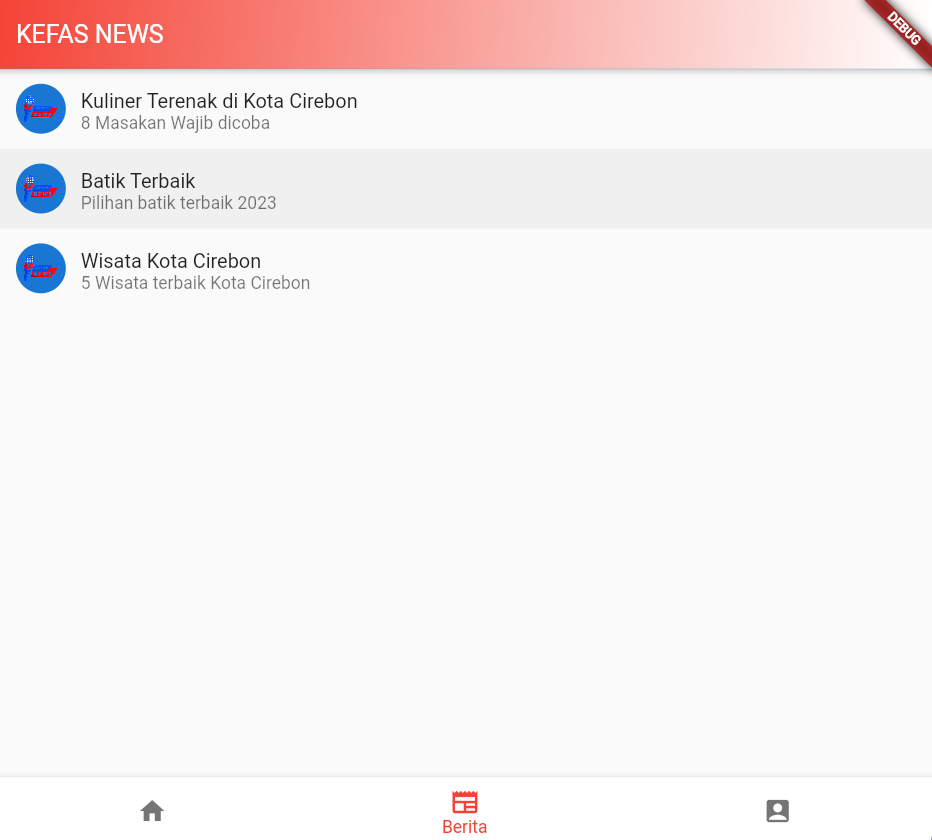 KEFAS NEWS
DEBUG
Kuliner Terenak di Kota Cirebon
8 Masakan Wajib dicoba
Batik Terbaik
Pilihan batik terbaik 2023
Wisata Kota Cirebon
5 Wisata terbaik Kota Cirebon
Berita